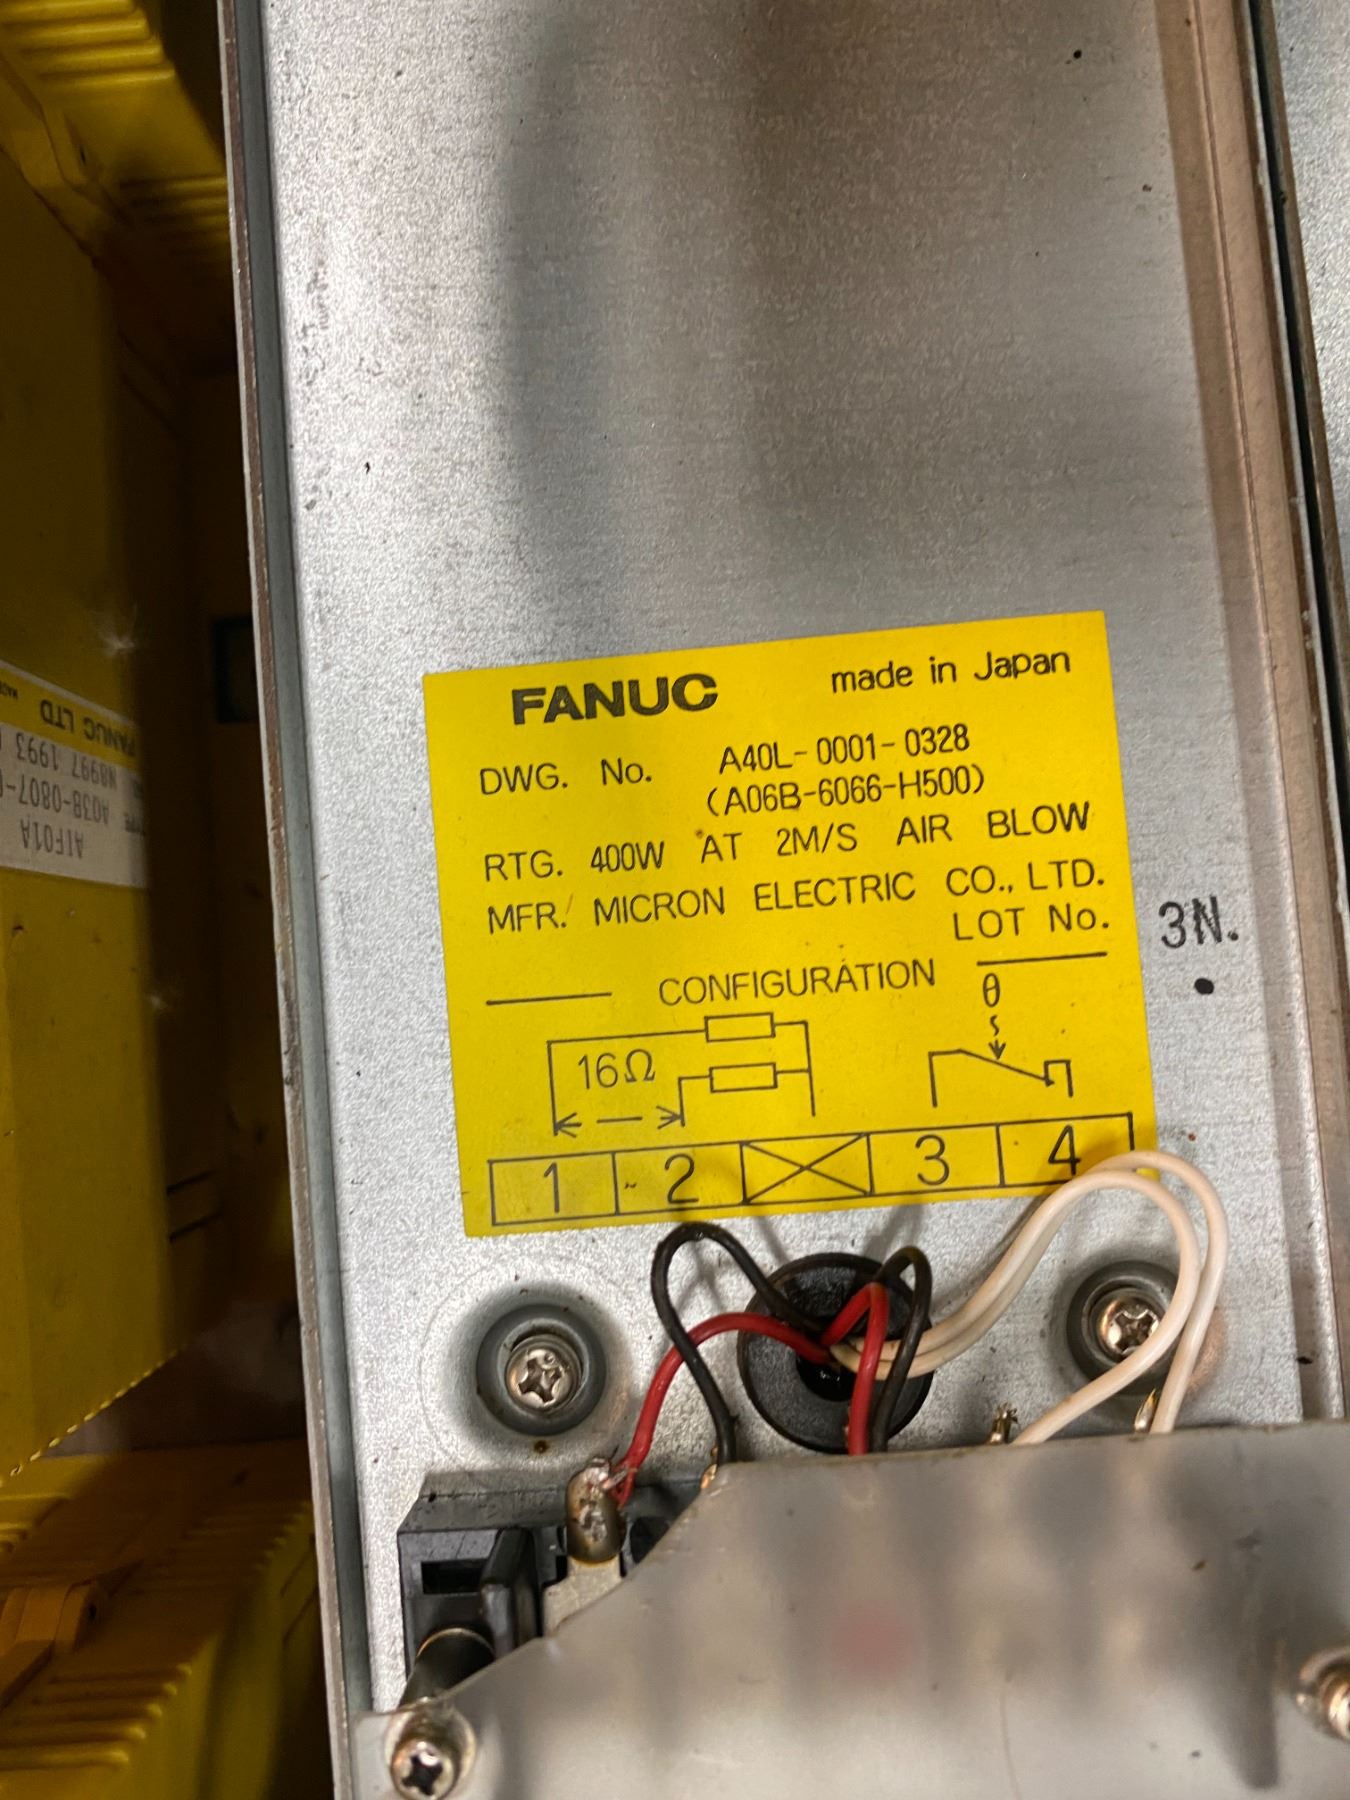 FANUC made in Japan
DWG. No. A40L-0001-0328
(A06B-6066-H500)
RTG. 400W AT 2M/S AIR BLOW
MFR. MICRON ELECTRIC CO., LTD.
LOT No. 3N.
CONFIGURATION
θ
16Ω
1 2 3 4
FANUC LTD
N8997 1993
TYPE A03B-0807-
AIF01A